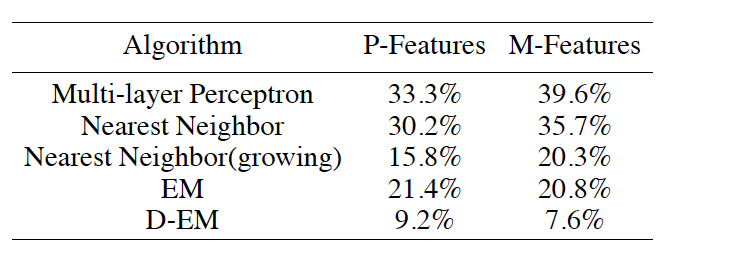 Algorithm P-Features M-Features
Multi-layer Perceptron 33.3% 39.6%
Nearest Neighbor 30.2% 35.7%
Nearest Neighbor(growing) 15.8% 20.3%
EM 21.4% 20.8%
D-EM 9.2% 7.6%